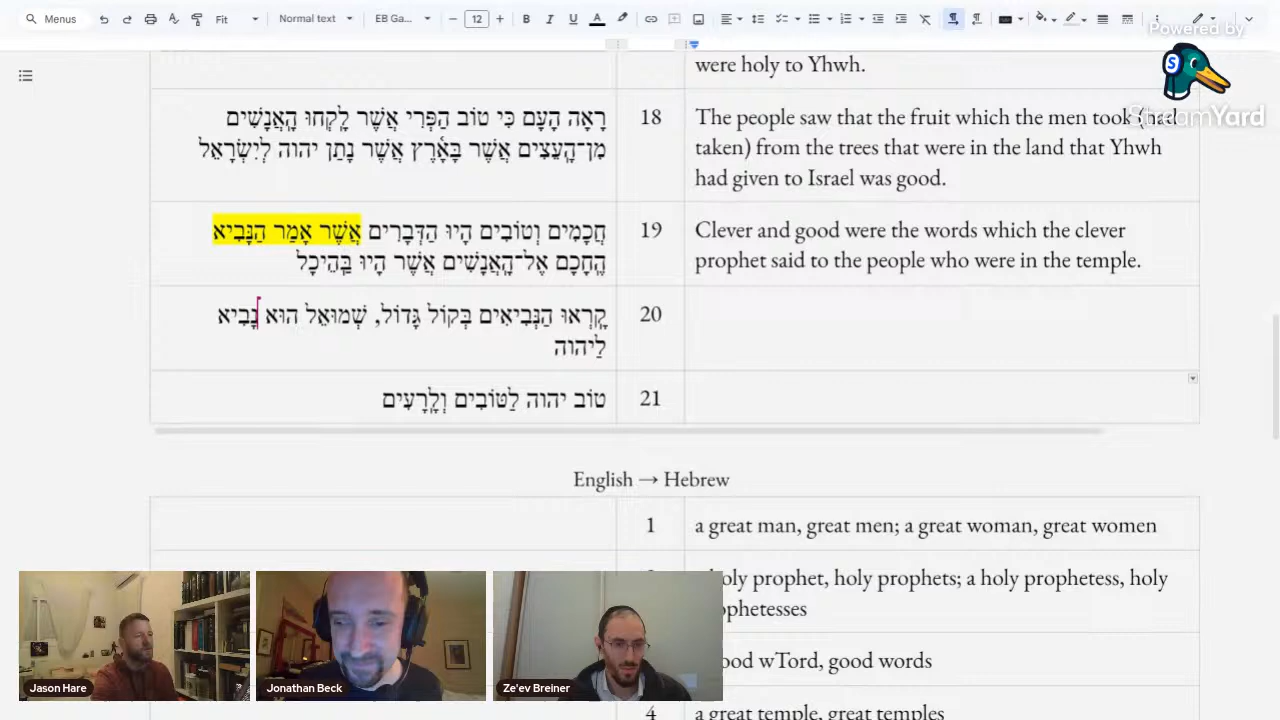 Menus
Fit
Normal text
EB Ga...
12
Powered by
StreamYard
were holy to Yhwh.
רָאָה הָעָם כִּי טוֹב הַפְּרִי אֲשֶׁר לָֽקְחוּ הָֽאֲנָשִׁים
מִן־הָֽעֵצִים אֲשֶׁר בָּאָ֫רֶץ אֲשֶׁר נָתַן יהוה לְיִשְׂרָאֵל
18
The people saw that the fruit which the men took (had
taken) from the trees that were in the land that Yhwh
had given to Israel was good.
חֲכָמִים וְטוֹבִים הָיוּ הַדְּבָרִים אֲשֶׁר אָמַר הַנָּבִיא
הֶֽחָכָם אֶל־הָֽאֲנָשִׁים אֲשֶׁר הָיוּ בַּֽהֵיכָל
19
Clever and good were the words which the clever
prophet said to the people who were in the temple.
קָֽרְאוּ הַנְּבִיאִים בְּקוֹל גָּדוֹל, שְׁמוּאֵל הוּא נָבִיא
לַיהוה
20
טוֹב יהוה לַטּוֹבִים וְלָֽרָעִים
21
English → Hebrew
1
a great man, great men; a great woman, great women
holy prophet, holy prophets; a holy prophetess, holy
ophetesses
ood wTord, good words
4
a great temple, great temples
Jason Hare
Jonathan Beck
Ze'ev Breiner